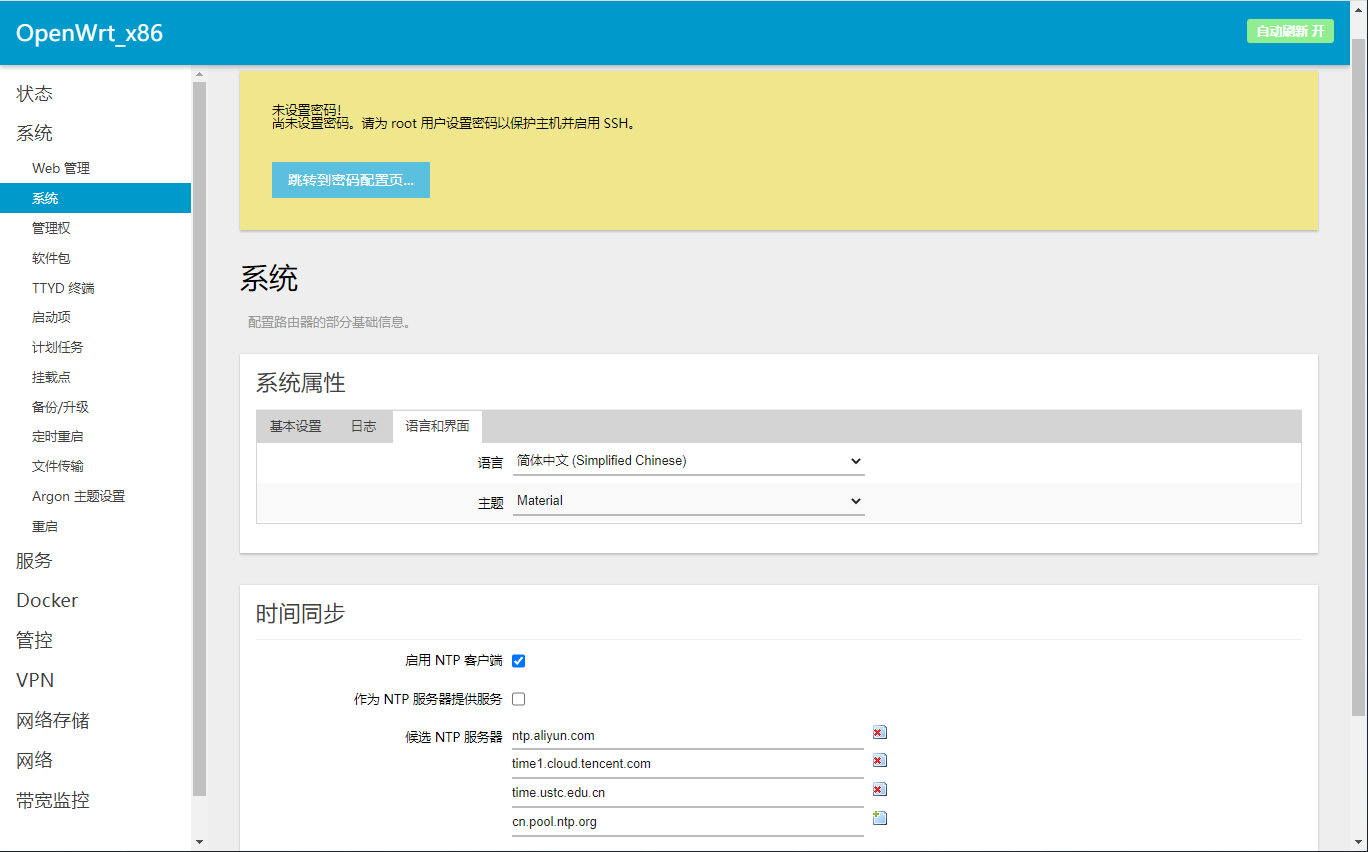 OpenWrt_x86
自动刷新 开
状态
系统
Web 管理
系统
管理权
软件包
TTYD 终端
启动项
计划任务
挂载点
备份/升级
定时重启
文件传输
Argon 主题设置
重启
服务
Docker
管控
VPN
网络存储
网络
带宽监控
未设置密码！
尚未设置密码。请为 root 用户设置密码以保护主机并启用 SSH。
跳转到密码配置页...
系统
配置路由器的部分基础信息。
系统属性
基本设置 日志 语言和界面
语言 简体中文 (Simplified Chinese)
主题 Material
时间同步
启用 NTP 客户端
作为 NTP 服务器提供服务
候选 NTP 服务器 ntp.aliyun.com
time1.cloud.tencent.com
time.ustc.edu.cn
cn.pool.ntp.org